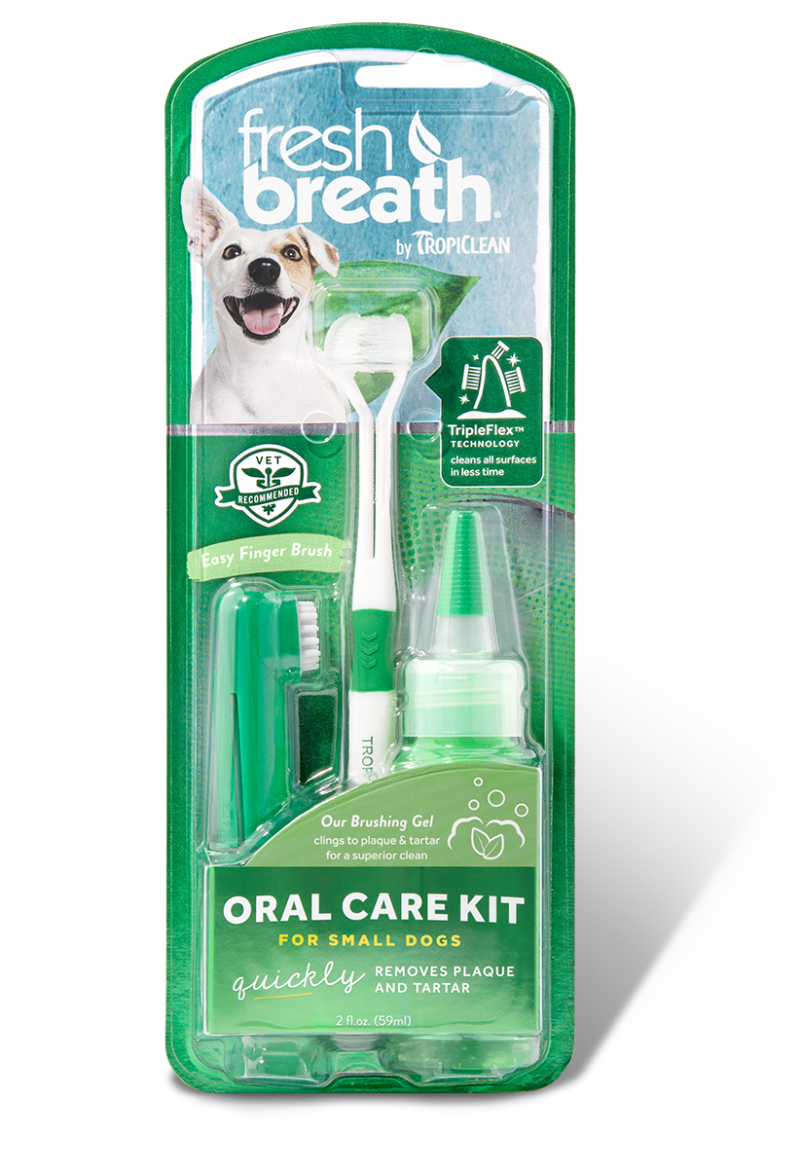 fresh
breath®
by TROPICLEAN
TripleFlex™
TECHNOLOGY
cleans all surfaces
in less time
VET
RECOMMENDED
Easy Finger Brush
TROP
Our Brushing Gel
clings to plaque & tartar
for a superior clean
ORAL CARE KIT
FOR SMALL DOGS
quickly REMOVES PLAQUE
AND TARTAR
2 fl.oz. (59ml)